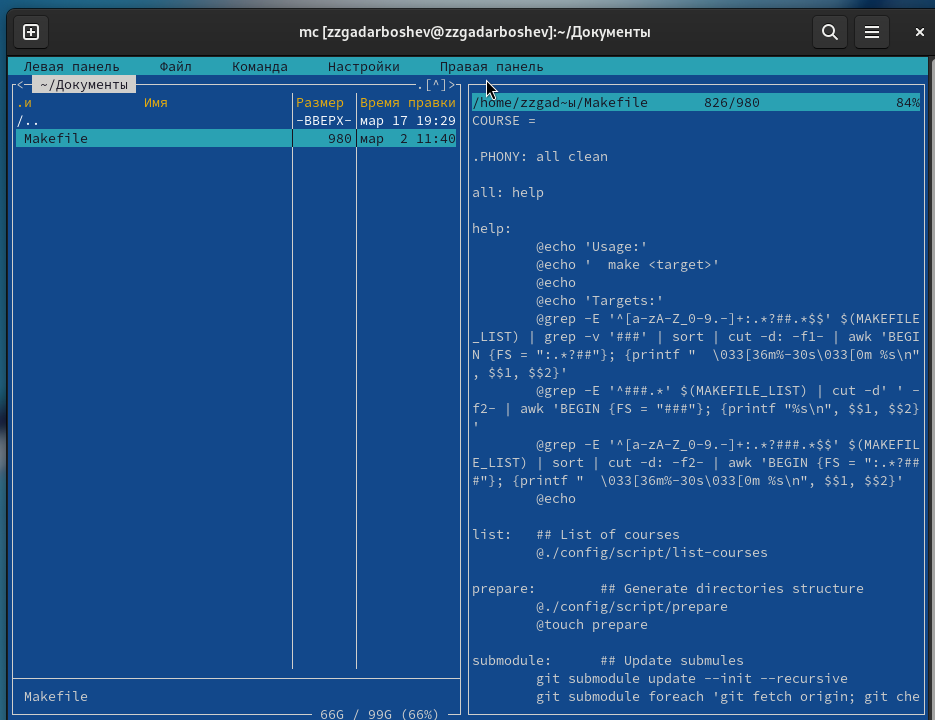 mc [zzgadarboshev@zzgadarboshev]:~/Документы
Левая панель Файл Команда Настройки Правая панель
<─ ~/Документы .[^]>
.и Имя Размер Время правки
/.. -ВВЕРХ- мар 17 19:29
Makefile 980 мар 2 11:40
Makefile
66G / 99G (66%)
/home/zzgad~ы/Makefile 826/980 84%
COURSE =
.PHONY: all clean
all: help
help:
@echo 'Usage:'
@echo '  make <target>'
@echo
@echo 'Targets:'
@grep -E '^[a-zA-Z_0-9.-]+:.*?##.*$$' $(MAKEFILE
_LIST) | grep -v '###' | sort | cut -d: -f1- | awk 'BEGI
N {FS = ":.*?##"}; {printf "  \033[36m%-30s\033[0m %s\n"
, $$1, $$2}'
@grep -E '^###.*' $(MAKEFILE_LIST) | cut -d' ' -
f2- | awk 'BEGIN {FS = "###"}; {printf "%s\n", $$1, $$2}
'
@grep -E '^[a-zA-Z_0-9.-]+:.*?###.*$$' $(MAKEFIL
E_LIST) | sort | cut -d: -f2- | awk 'BEGIN {FS = ":.*?##
#"}; {printf "  \033[36m%-30s\033[0m %s\n", $$1, $$2}'
@echo
list:   ## List of courses
@./config/script/list-courses
prepare:        ## Generate directories structure
@./config/script/prepare
@touch prepare
submodule:      ## Update submules
git submodule update --init --recursive
git submodule foreach 'git fetch origin; git che